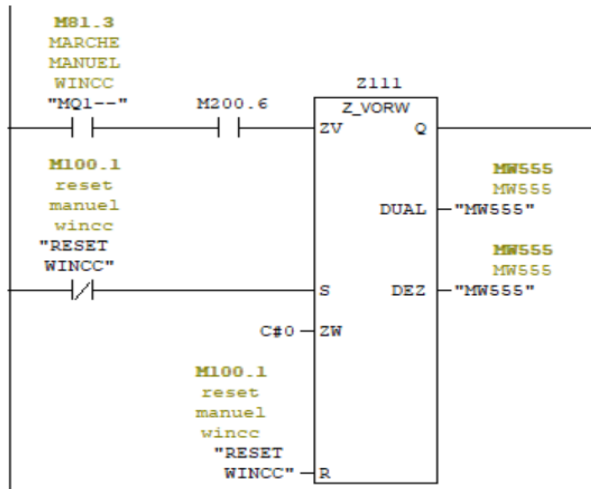 M81.3
MARCHE
MANUEL
WINCC
"MQ1--"
M200.6
Z111
Z_VORW
ZV
Q
M100.1
reset
manuel
wincc
"RESET
WINCC"
MW555
MW555
DUAL
"MW555"
MW555
MW555
S
DEZ
"MW555"
C#0
ZW
M100.1
reset
manuel
wincc
"RESET
WINCC"
R